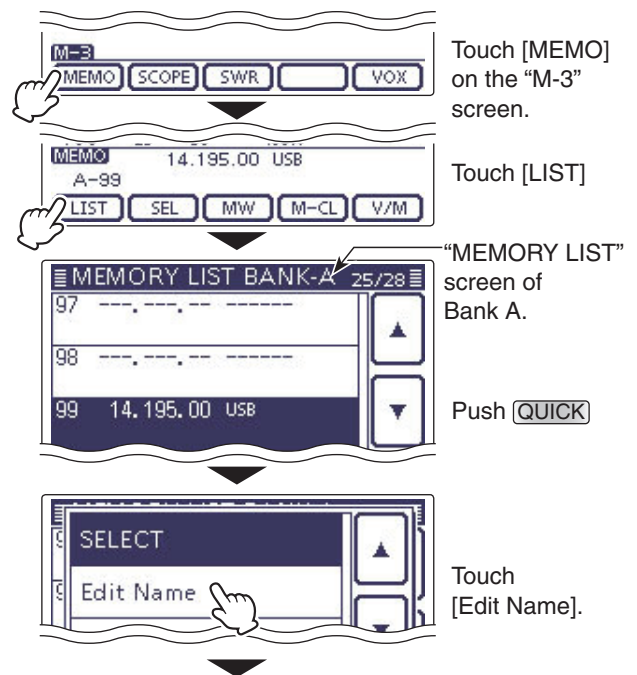 M-3
MEMO SCOPE SWR VOX
Touch [MEMO]
on the “M-3”
screen.
MEMO 14.195.00 USB
A-99
LIST SEL MW M-CL V/M
Touch [LIST]
MEMORY LIST BANK-A 25/28
“MEMORY LIST”
screen of
Bank A.
97 ---.---.-- ------
98 ---.---.-- ------
99 14.195.00 USB
Push QUICK
SELECT
Edit Name
Touch
[Edit Name].